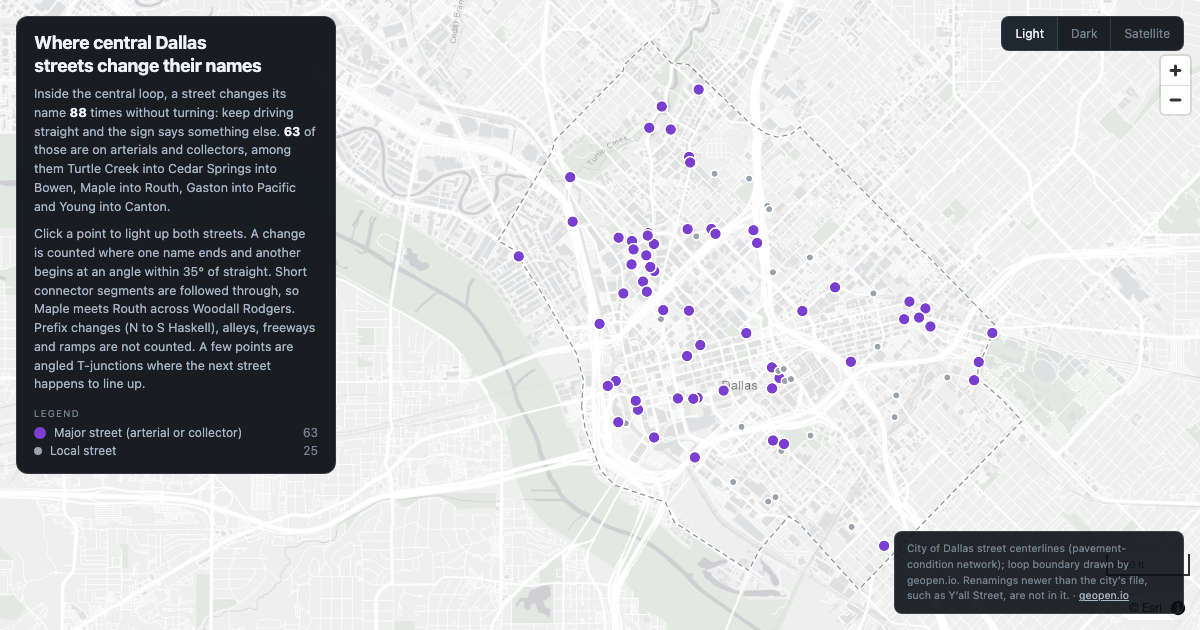 Where central Dallas
streets change their names
Inside the central loop, a street changes its
name 88 times without turning: keep driving
straight and the sign says something else. 63 of
those are on arterials and collectors, among
them Turtle Creek into Cedar Springs into
Bowen, Maple into Routh, Gaston into Pacific
and Young into Canton.
Click a point to light up both streets. A change
is counted where one name ends and another
begins at an angle within 35° of straight. Short
connector segments are followed through, so
Maple meets Routh across Woodall Rodgers.
Prefix changes (N to S Haskell), alleys, freeways
and ramps are not counted. A few points are
angled T-junctions where the next street
happens to line up.
LEGEND
Major street (arterial or collector) 63
Local street 25
Light Dark Satellite
+
−
Turtle Creek
Dallas
City of Dallas street centerlines (pavement-
condition network); loop boundary drawn by
geopen.io. Renamings newer than the city's file,
such as Y'all Street, are not in it. · geopen.io
© Esri